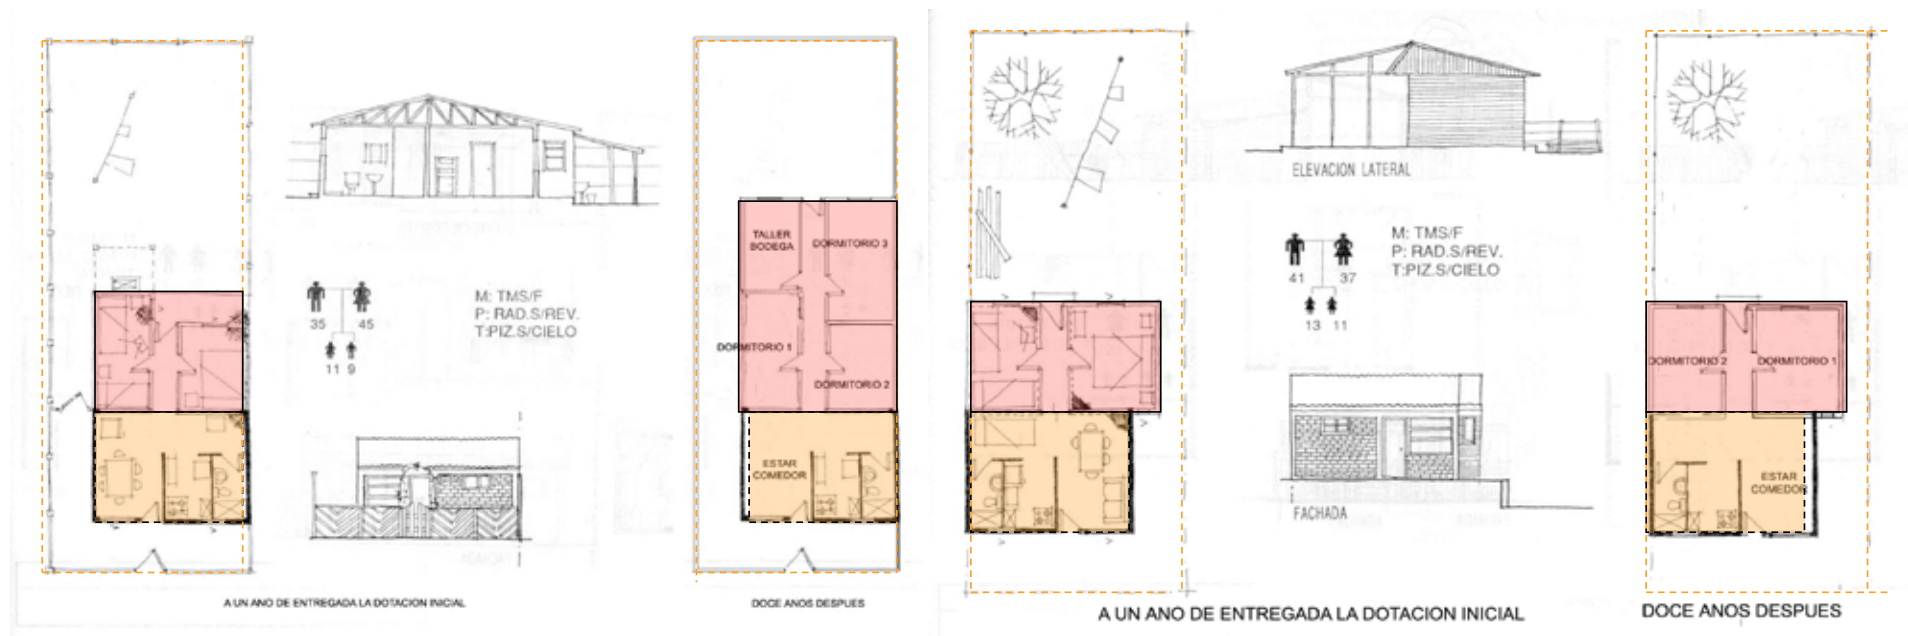 35
45
11
9
M: TMS/F
P: RAD.S/REV.
T:PIZ.S/CIELO
A UN ANO DE ENTREGADA LA DOTACION INICIAL
TALLER
BODEGA
DORMITORIO 3
DORMITORIO 1
DORMITORIO 2
ESTAR
COMEDOR
DOCE ANOS DESPUES
ELEVACION LATERAL
41
37
13
11
M: TMS/F
P: RAD.S/REV.
T:PIZ.S/CIELO
FACHADA
A UN ANO DE ENTREGADA LA DOTACION INICIAL
DORMITORIO 2
DORMITORIO 1
ESTAR
COMEDOR
DOCE ANOS DESPUES